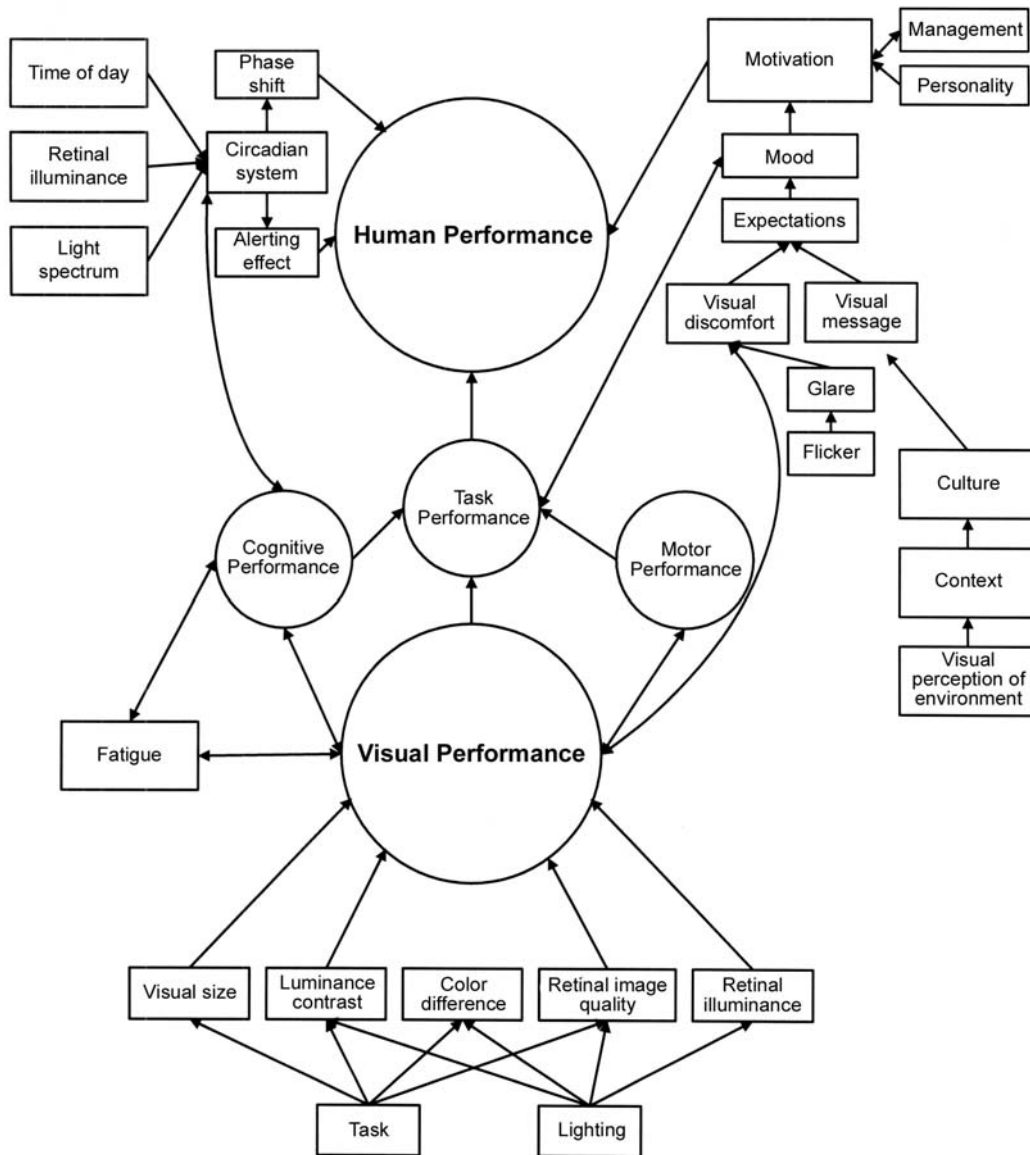 Time of day
Retinal
illuminance
Light
spectrum
Phase
shift
Circadian
system
Alerting
effect
Human Performance
Motivation
Management
Personality
Mood
Expectations
Visual
discomfort
Visual
message
Glare
Flicker
Culture
Context
Visual
perception of
environment
Task
Performance
Cognitive
Performance
Motor
Performance
Fatigue
Visual Performance
Visual size
Luminance
contrast
Color
difference
Retinal image
quality
Retinal
illuminance
Task
Lighting